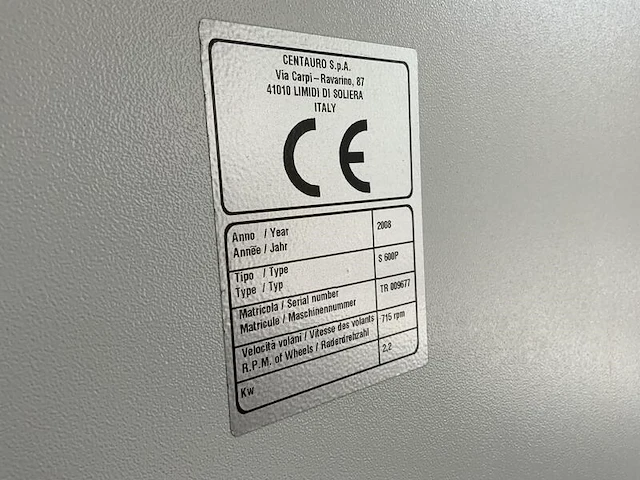 CENTAURO S.p.A.
Via Carpi – Ravarino, 87
41010 LIMIDI DI SOLIERA
ITALY
CE
Anno / Year
Année / Jahr
2008
Tipo / Type
Type / Typ
S 600P
Matricola / Serial number
Matricule / Maschinennummer
TR 009677
Velocità volani / Vitesse des volants
R.P.M. of Wheels / Raderdrehzahl
715 rpm
Kw
2,2